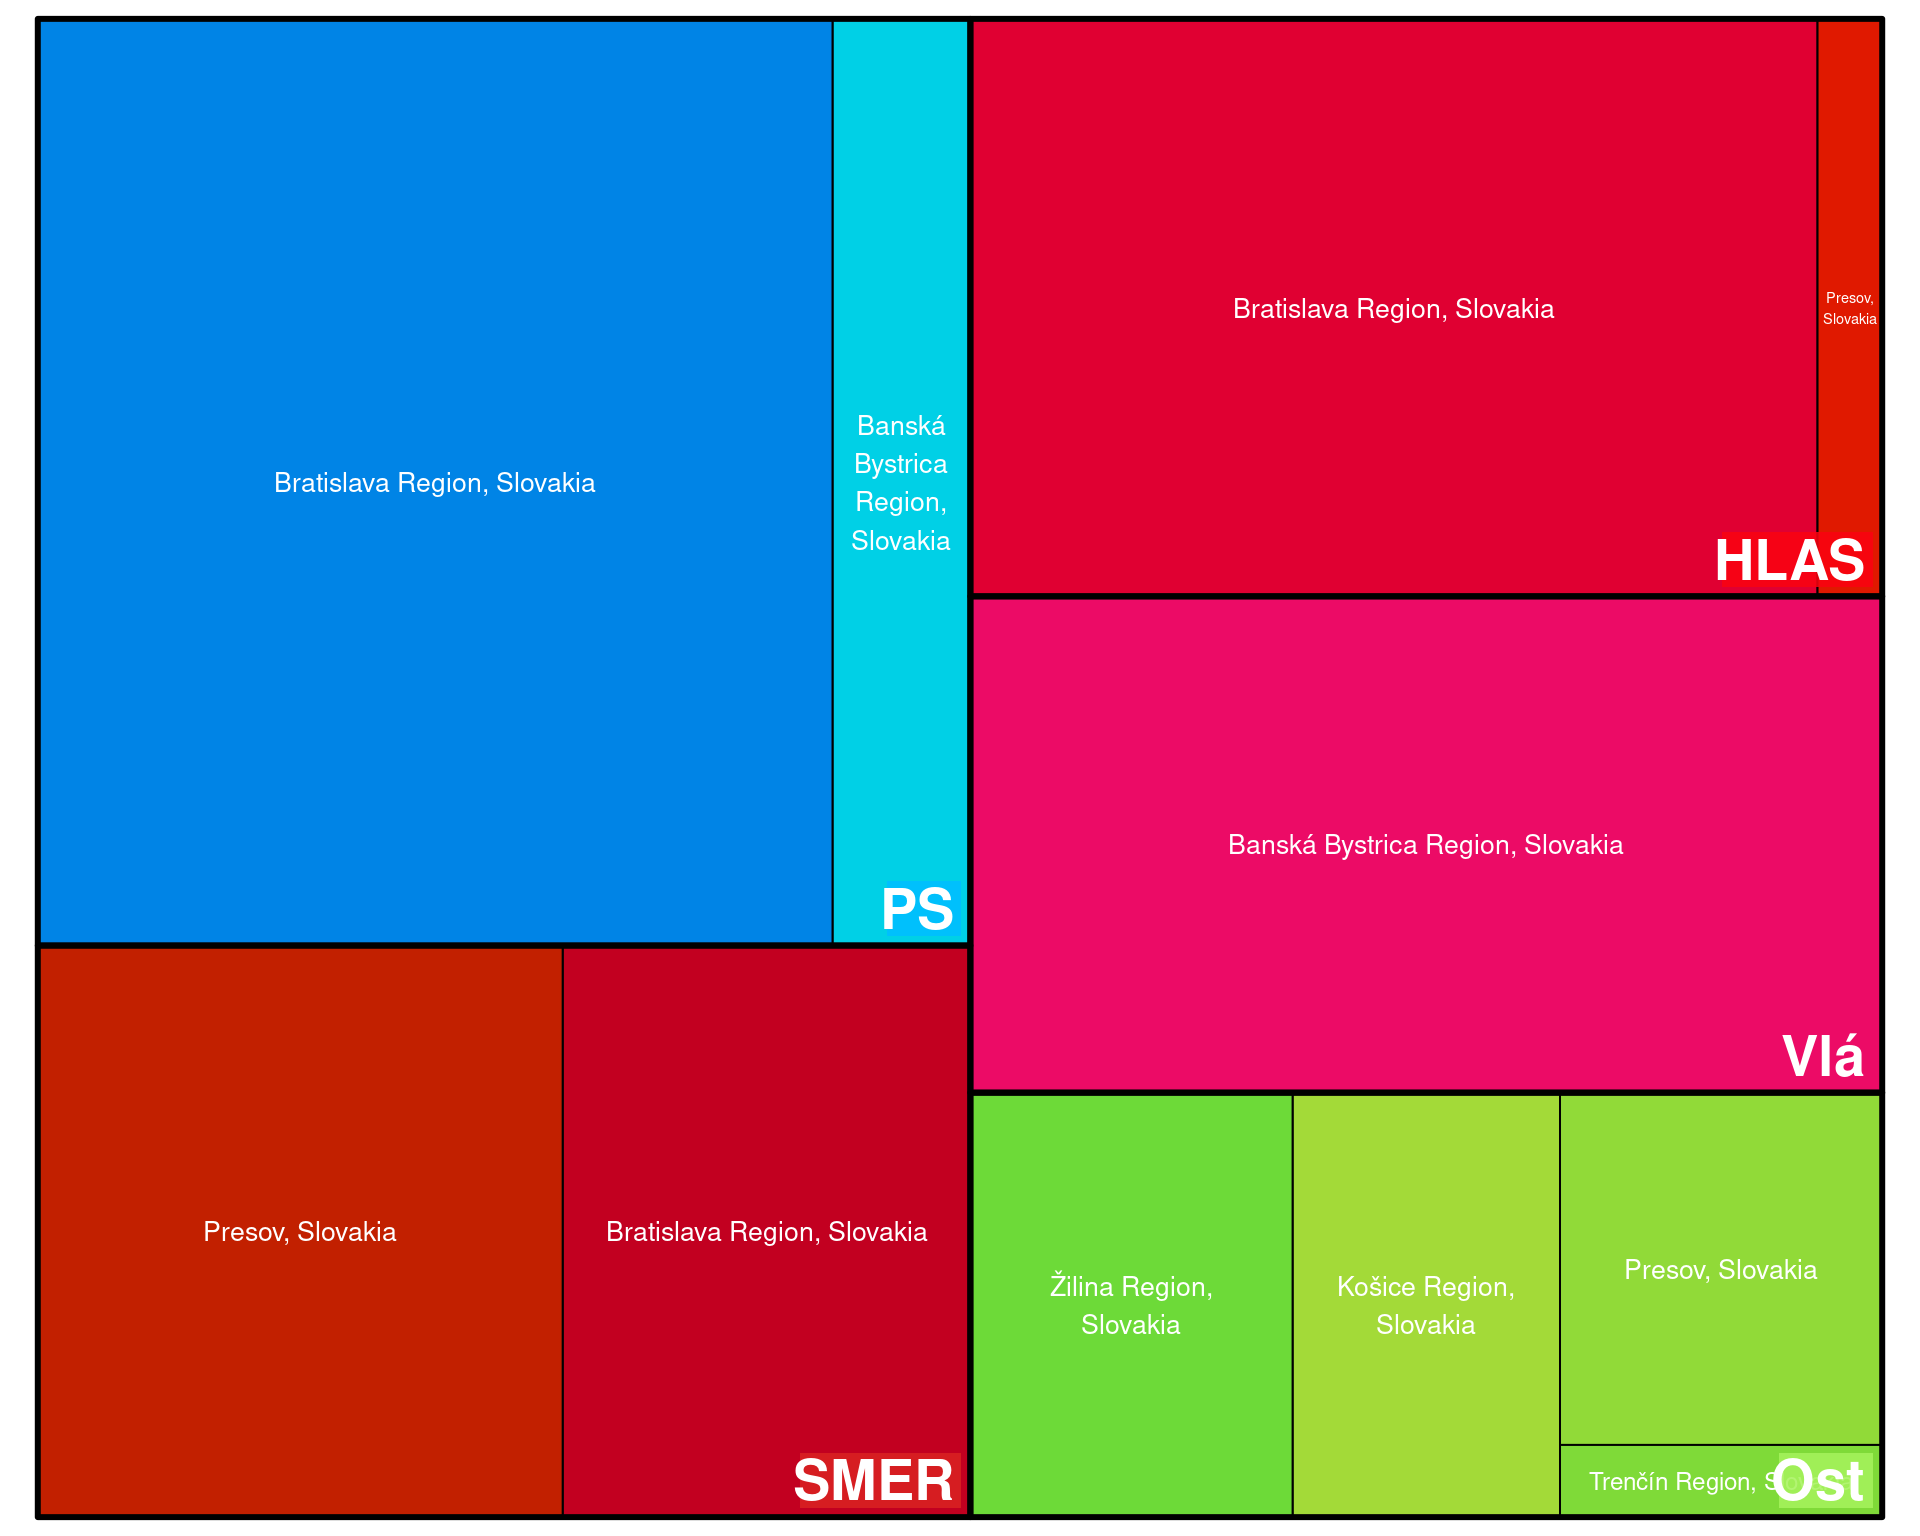 Bratislava Region, Slovakia
Banská
Bystrica
Region,
Slovakia
PS
Bratislava Region, Slovakia
Presov,
Slovakia
HLAS
Banská Bystrica Region, Slovakia
Vlá
Presov, Slovakia
Bratislava Region, Slovakia
SMER
Žilina Region,
Slovakia
Košice Region,
Slovakia
Presov, Slovakia
Trenčín Region,
Ost